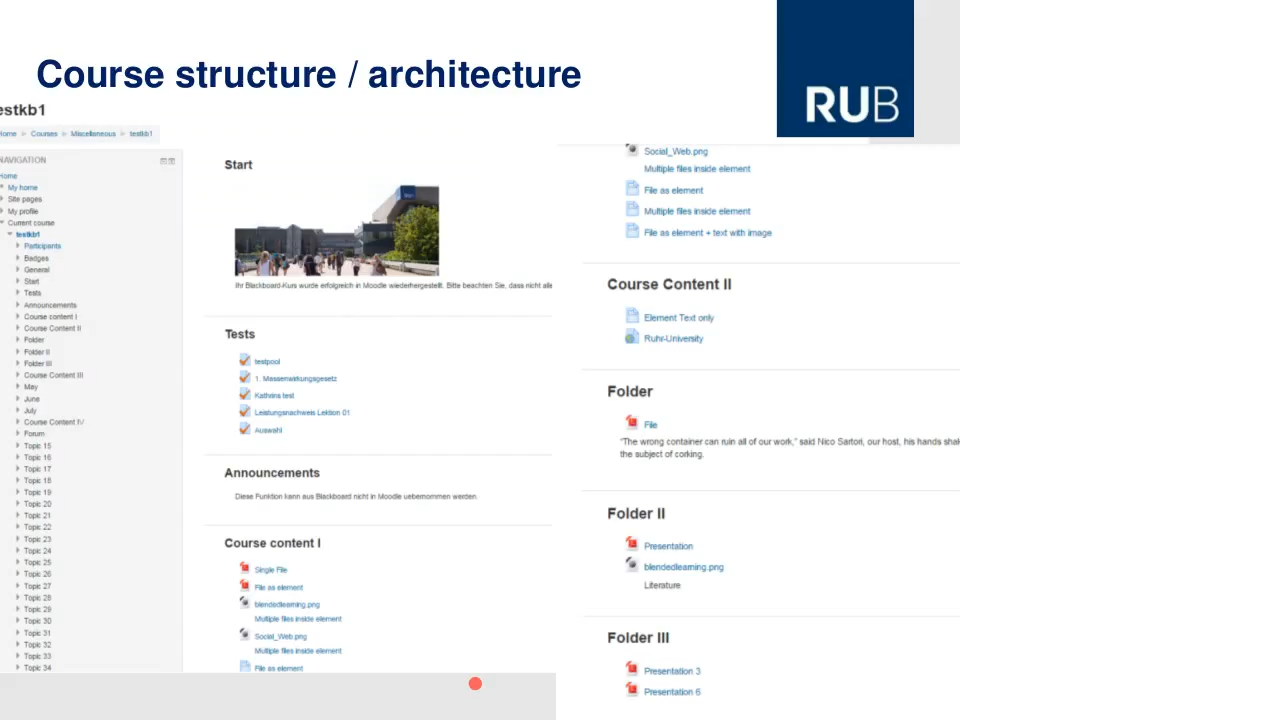 Course structure / architecture
RUB
estkb1
Home > Courses > Miscellaneous > testkb1
NAVIGATION
Home
My home
Site pages
My profile
Current course
testkb1
Participants
Badges
General
Start
Tests
Announcements
Course content I
Course Content II
Folder
Folder II
Folder III
Course Content III
May
June
July
Course Content IV
Forum
Topic 15
Topic 16
Topic 17
Topic 18
Topic 19
Topic 20
Topic 21
Topic 22
Topic 23
Topic 24
Topic 25
Topic 26
Topic 27
Topic 28
Topic 29
Topic 30
Topic 31
Topic 32
Topic 33
Topic 34
Start
Ihr Blackboard-Kurs wurde erfolgreich in Moodle wiederhergestellt. Bitte beachten Sie, dass nicht alle
Tests
testpool
1. Massenwirkungsgesetz
Kathrins test
Leistungsnachweis Lektion 01
Auswahl
Announcements
Diese Funktion kann aus Blackboard nicht in Moodle uebernommen werden.
Course content I
Single File
File as element
blendedlearning.png
Multiple files inside element
Social_Web.png
Multiple files inside element
File as element
Social_Web.png
Multiple files inside element
File as element
Multiple files inside element
File as element + text with image
Course Content II
Element Text only
Ruhr-University
Folder
File
"The wrong container can ruin all of our work," said Nico Sartori, our host, his hands shak
the subject of corking.
Folder II
Presentation
blendedlearning.png
Literature
Folder III
Presentation 3
Presentation 6